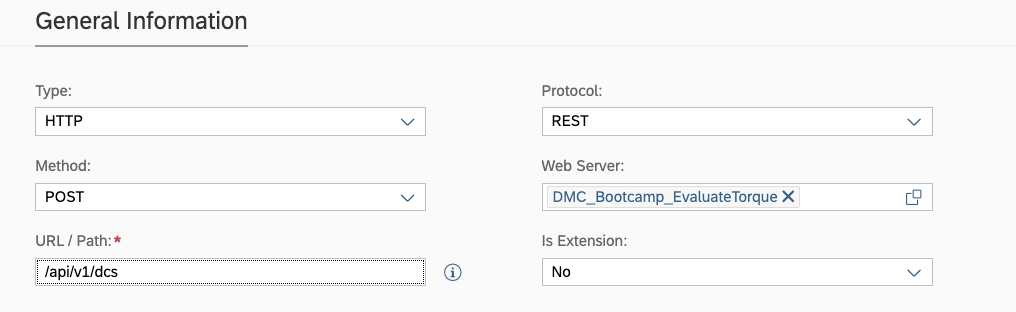 General Information
Type: Protocol:
HTTP REST
Method: Web Server:
POST DMC_Bootcamp_EvaluateTorque
URL / Path:* Is Extension:
/api/v1/dcs No